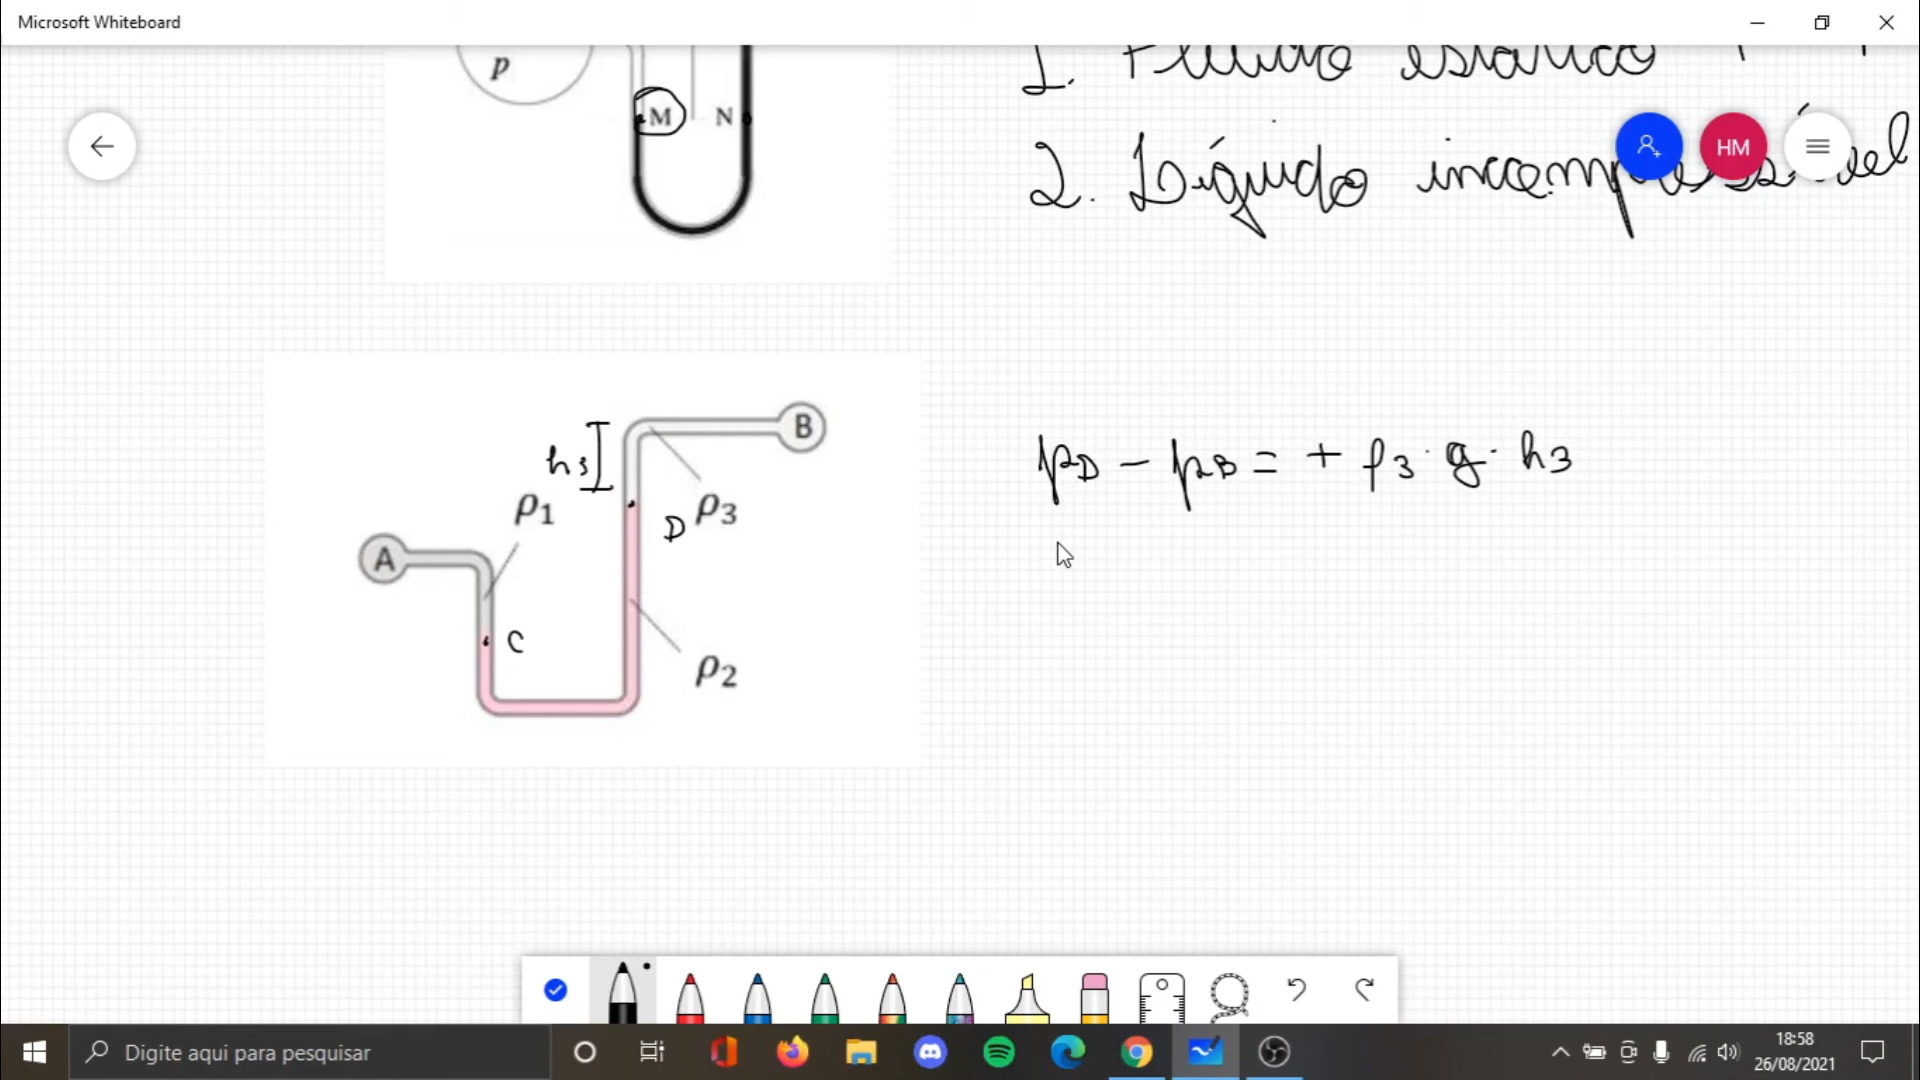 Microsoft Whiteboard
p
M N
1. Fluido estático
2. Líquido incompressível
HM
B
h3
pD - pB = + ρ3 · g · h3
ρ1
D
ρ3
A
C
ρ2
Digite aqui para pesquisar
18:58
26/08/2021